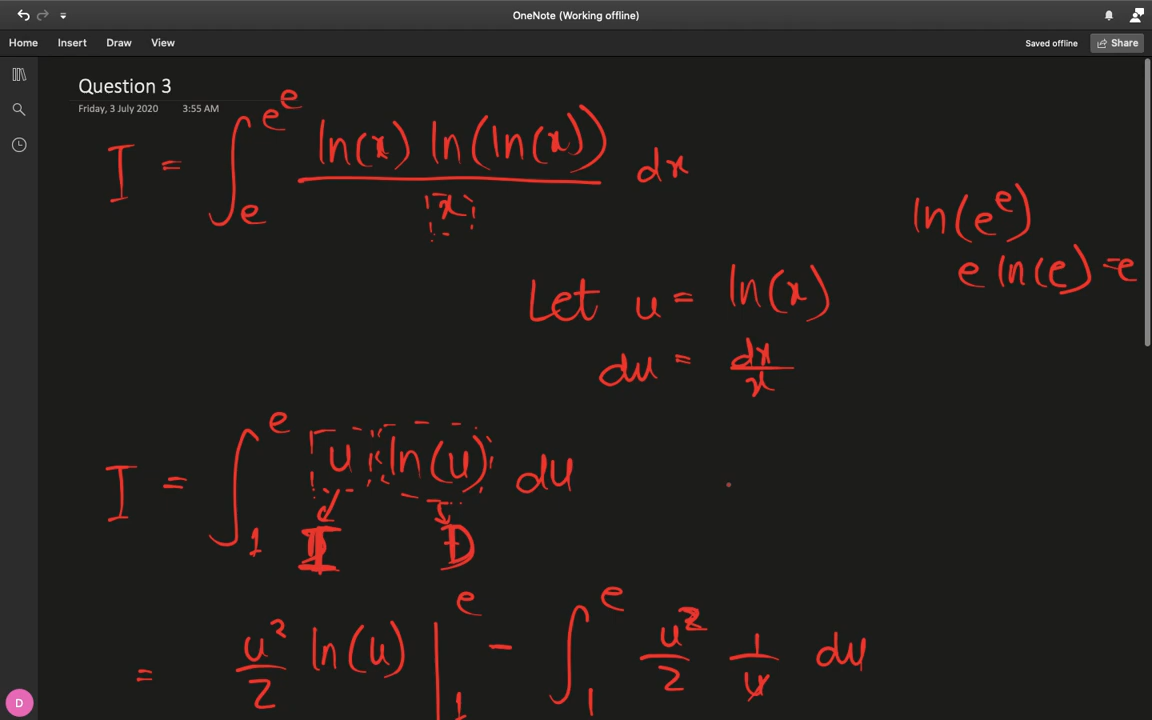 OneNote (Working offline)
Home Insert Draw View
Saved offline Share
Question 3
Friday, 3 July 2020 3:55 AM
I = ∫_e^{e^e} ln(x) ln(ln(x)) / x dx
ln(e^e)
e ln(e) = e
Let u = ln(x)
du = dx/x
I = ∫_1^e u ln(u) du
I D
= u²/2 ln(u) |_1^e - ∫_1^e u²/2 1/u du
D